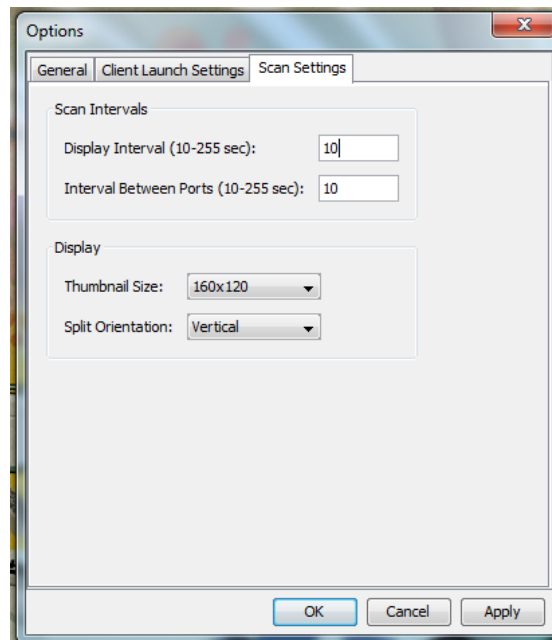 Options
General Client Launch Settings Scan Settings
Scan Intervals
Display Interval (10-255 sec): 10
Interval Between Ports (10-255 sec): 10
Display
Thumbnail Size: 160x120
Split Orientation: Vertical
OK Cancel Apply